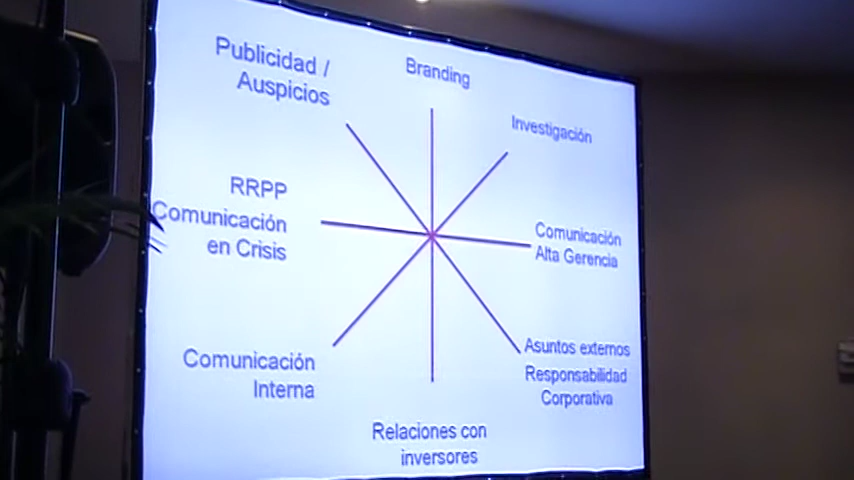 Publicidad /
Auspicios
Branding
Investigación
RRPP
Comunicación
en Crisis
Comunicación
Alta Gerencia
Comunicación
Interna
Asuntos externos
Responsabilidad
Corporativa
Relaciones con
inversores